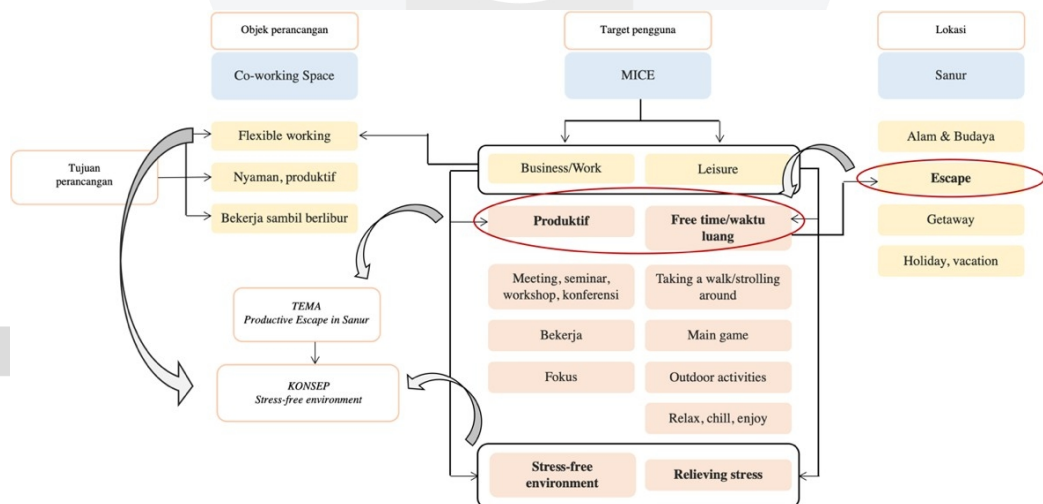 Objek perancangan
Target pengguna
Lokasi
Co-working Space
MICE
Sanur
Flexible working
Tujuan
perancangan
Nyaman, produktif
Bekerja sambil berlibur
Business/Work
Leisure
Alam & Budaya
Escape
Getaway
Holiday, vacation
Produktif
Free time/waktu
luang
Meeting, seminar,
workshop, konferensi
Taking a walk/strolling
around
Bekerja
Main game
Fokus
Outdoor activities
Relax, chill, enjoy
TEMA
Productive Escape in Sanur
KONSEP
Stress-free environment
Stress-free
environment
Relieving stress